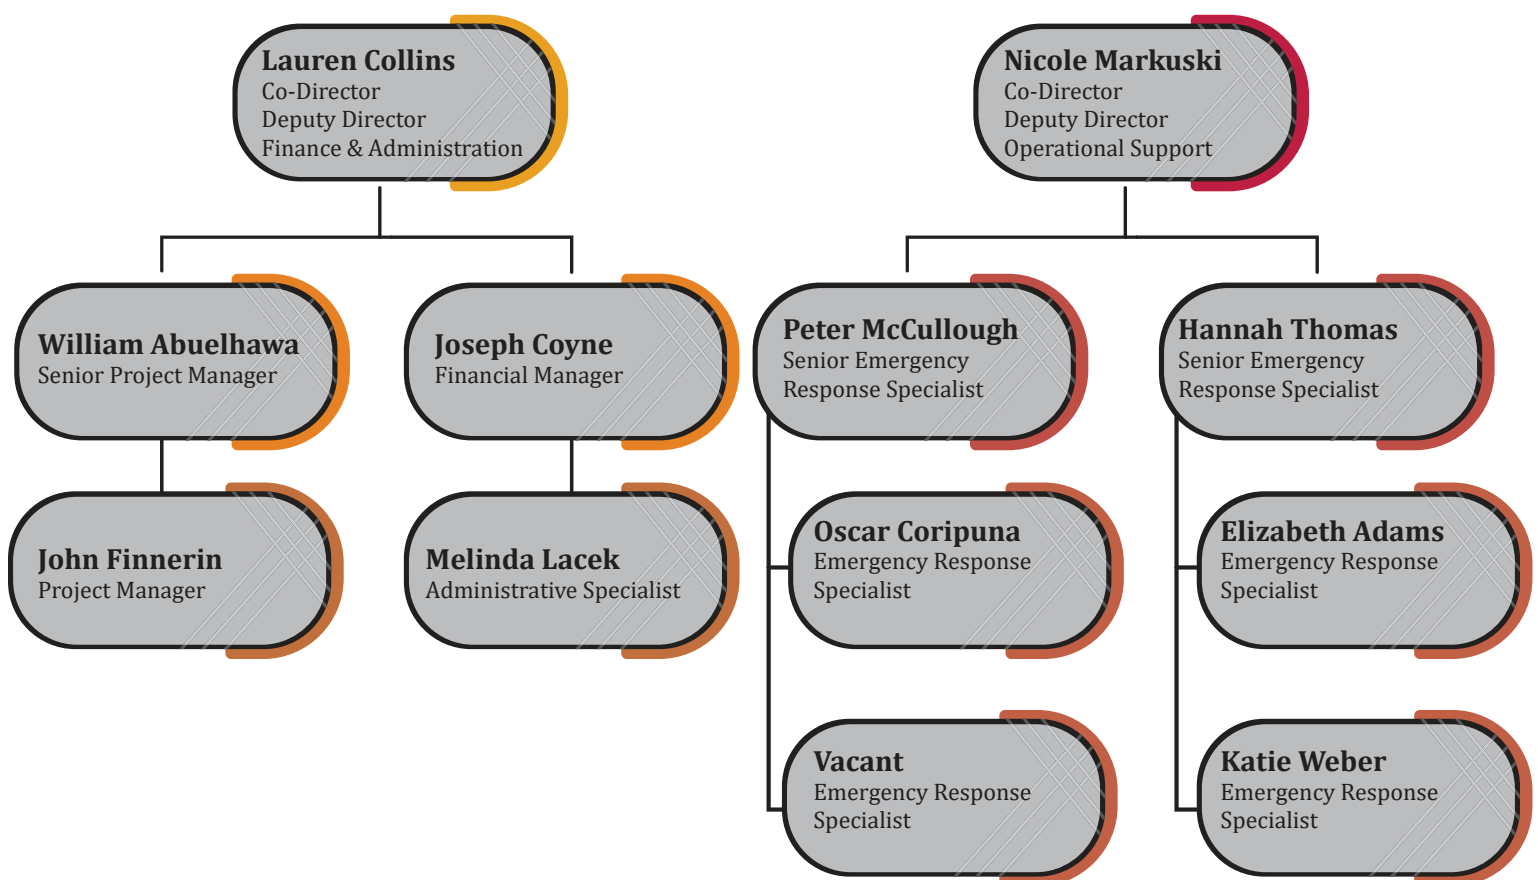 Lauren Collins
Co-Director
Deputy Director
Finance & Administration
Nicole Markuski
Co-Director
Deputy Director
Operational Support
William Abuelhawa
Senior Project Manager
Joseph Coyne
Financial Manager
Peter McCullough
Senior Emergency
Response Specialist
Hannah Thomas
Senior Emergency
Response Specialist
John Finnerin
Project Manager
Melinda Lacek
Administrative Specialist
Oscar Coripuna
Emergency Response
Specialist
Elizabeth Adams
Emergency Response
Specialist
Vacant
Emergency Response
Specialist
Katie Weber
Emergency Response
Specialist